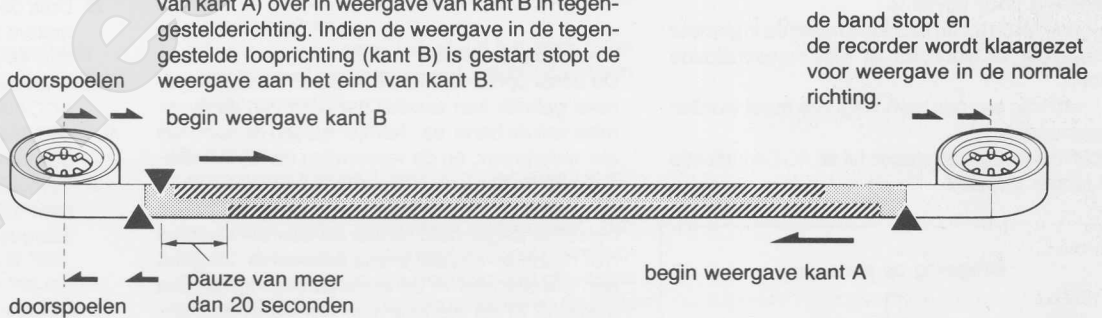 van kant A) over in weergave van kant B in tegen-
gestelderichting. Indien de weergave in de tegen-
gestelde looprichting (kant B) is gestart stopt de
weergave aan het eind van kant B.
de band stopt en
de recorder wordt klaargezet
voor weergave in de normale
richting.
doorspoelen
begin weergave kant B
pauze van meer
dan 20 seconden
doorspoelen
begin weergave kant A